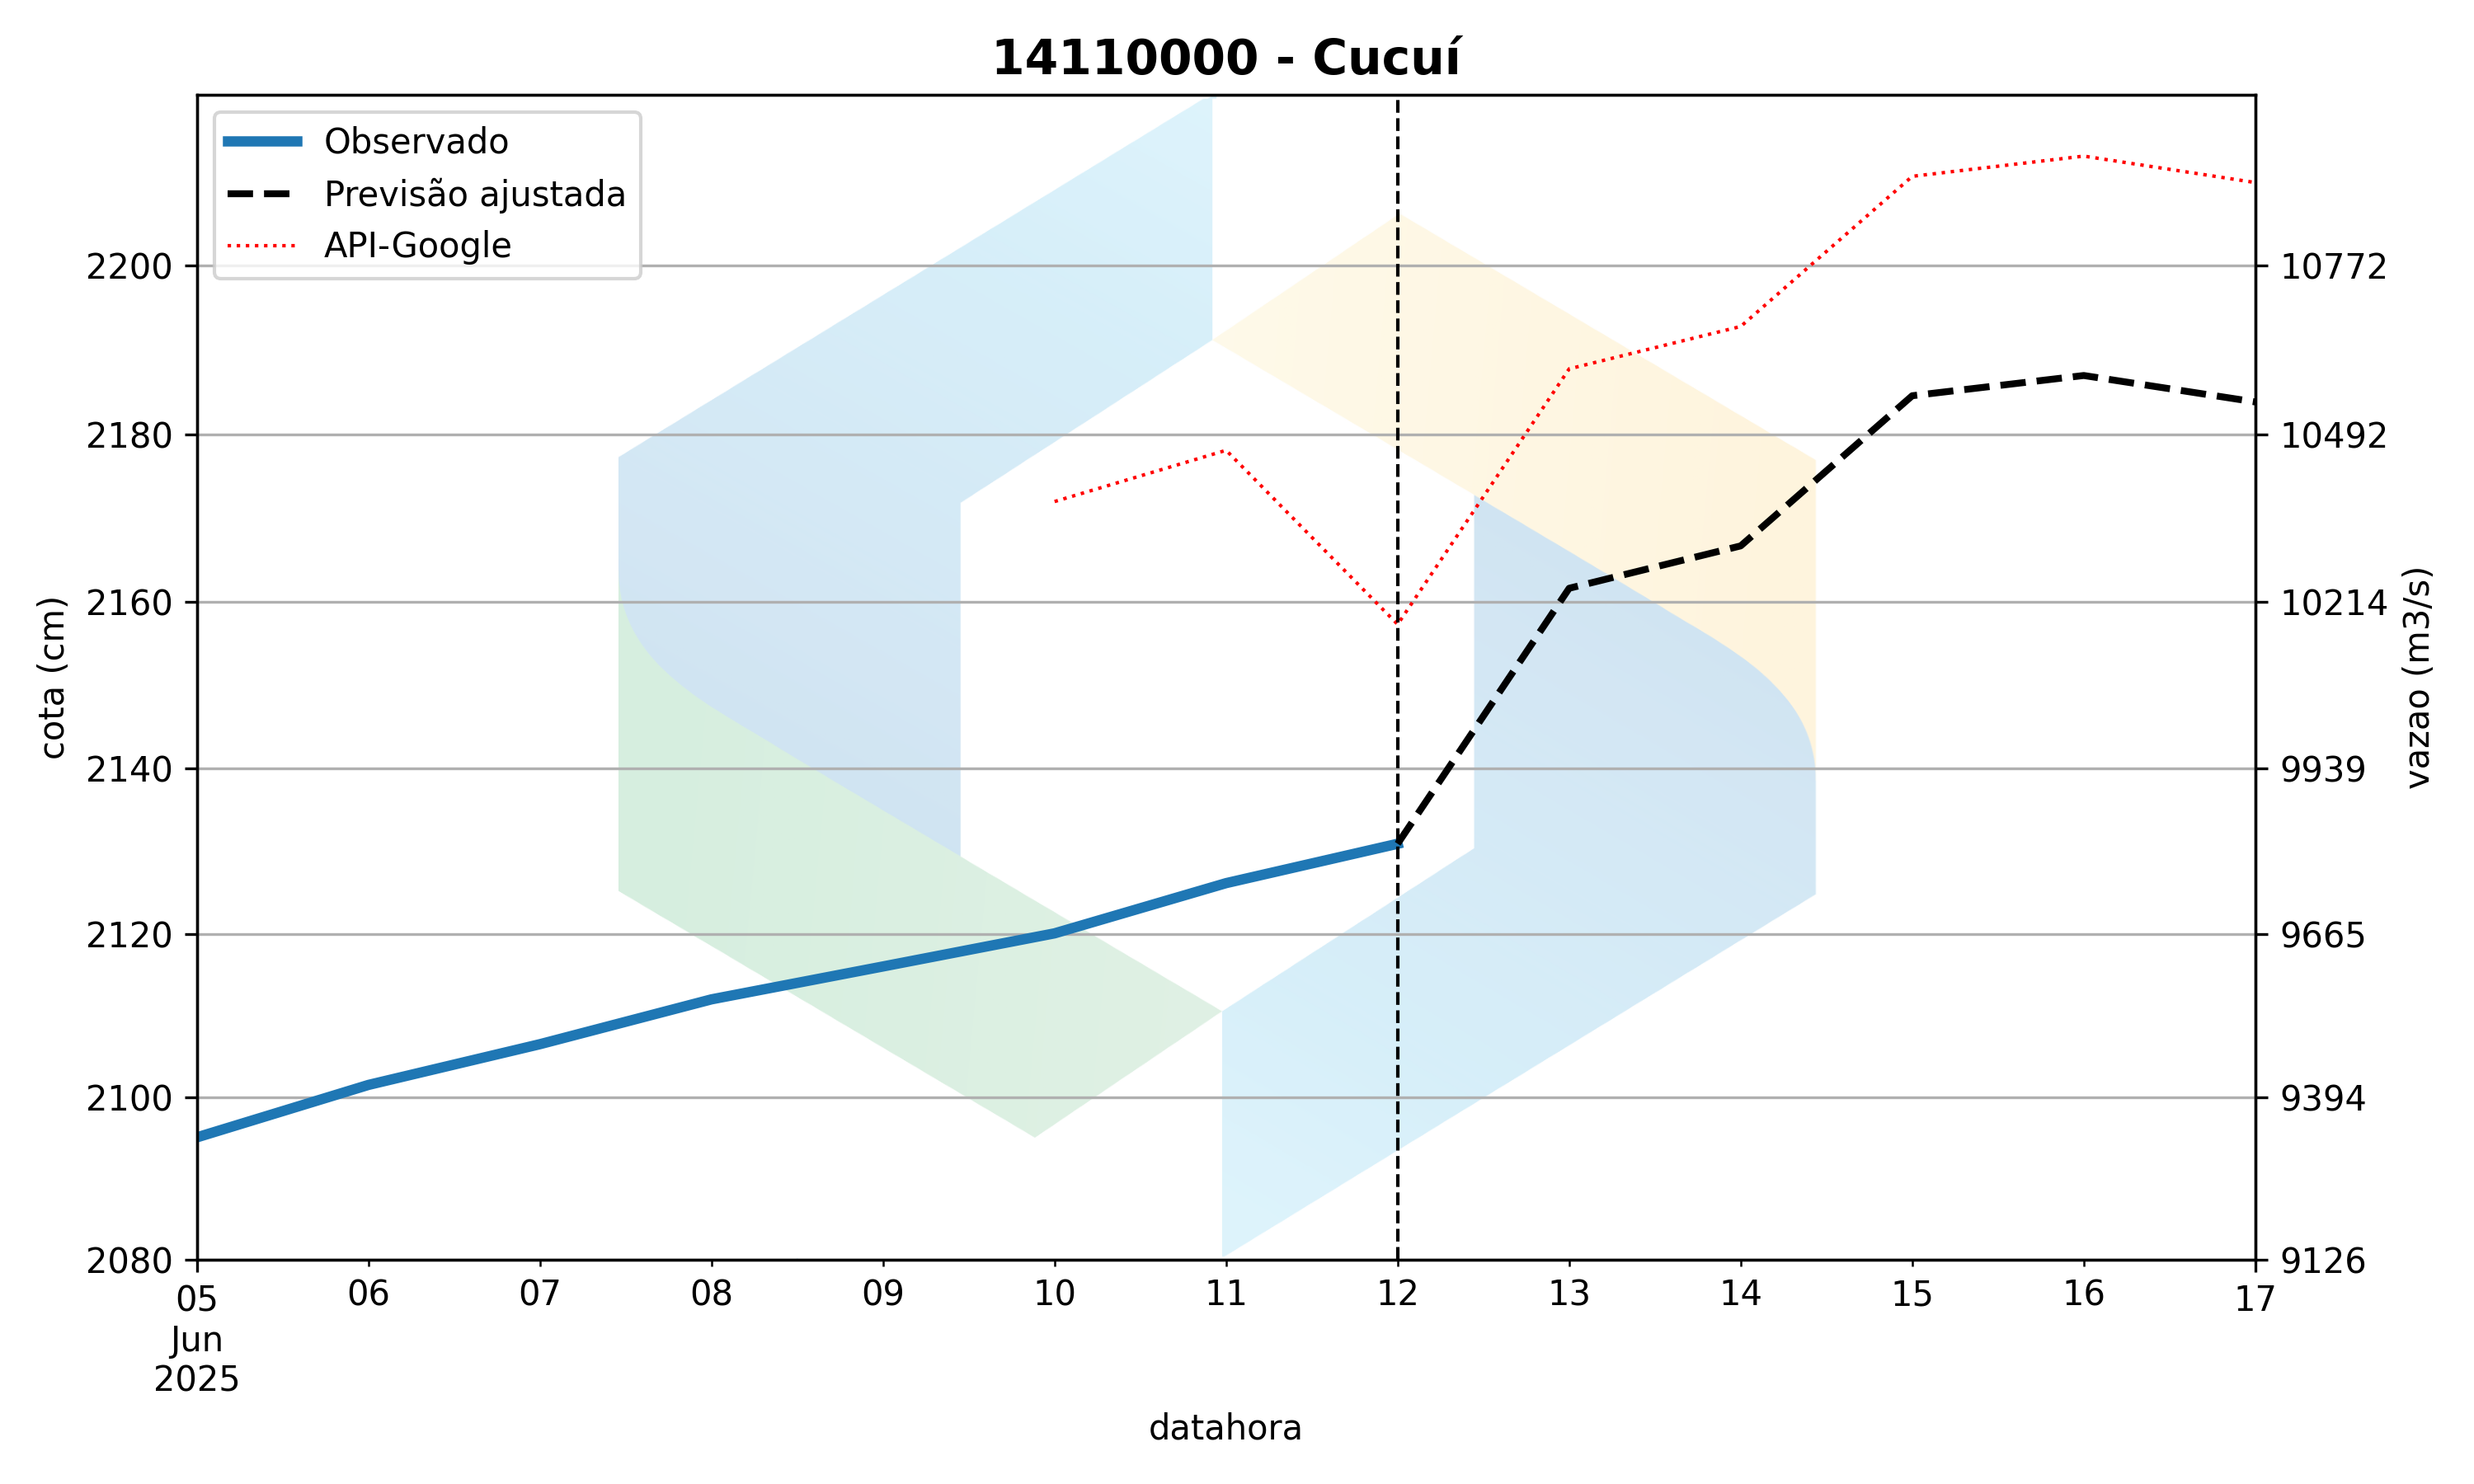 14110000 - Cucuí
Observado
Previsão ajustada
API-Google
2200
2180
2160
2140
2120
2100
2080
cota (cm)
10772
10492
10214
9939
9665
9394
9126
vazao (m3/s)
05 06 07 08 09 10 11 12 13 14 15 16 17
Jun
2025
datahora